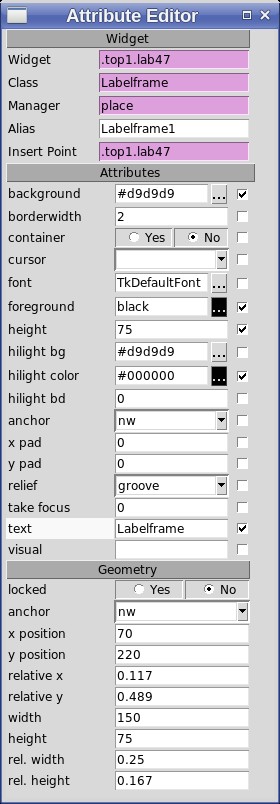 Attribute Editor
Widget
Widget .top1.lab47
Class Labelframe
Manager place
Alias Labelframe1
Insert Point .top1.lab47
Attributes
background #d9d9d9 ...
borderwidth 2
container Yes No
cursor
font TkDefaultFont ...
foreground black ...
height 75
hilight bg #d9d9d9 ...
hilight color #000000 ...
hilight bd 0
anchor nw
x pad 0
y pad 0
relief groove
take focus 0
text Labelframe
visual
Geometry
locked Yes No
anchor nw
x position 70
y position 220
relative x 0.117
relative y 0.489
width 150
height 75
rel. width 0.25
rel. height 0.167